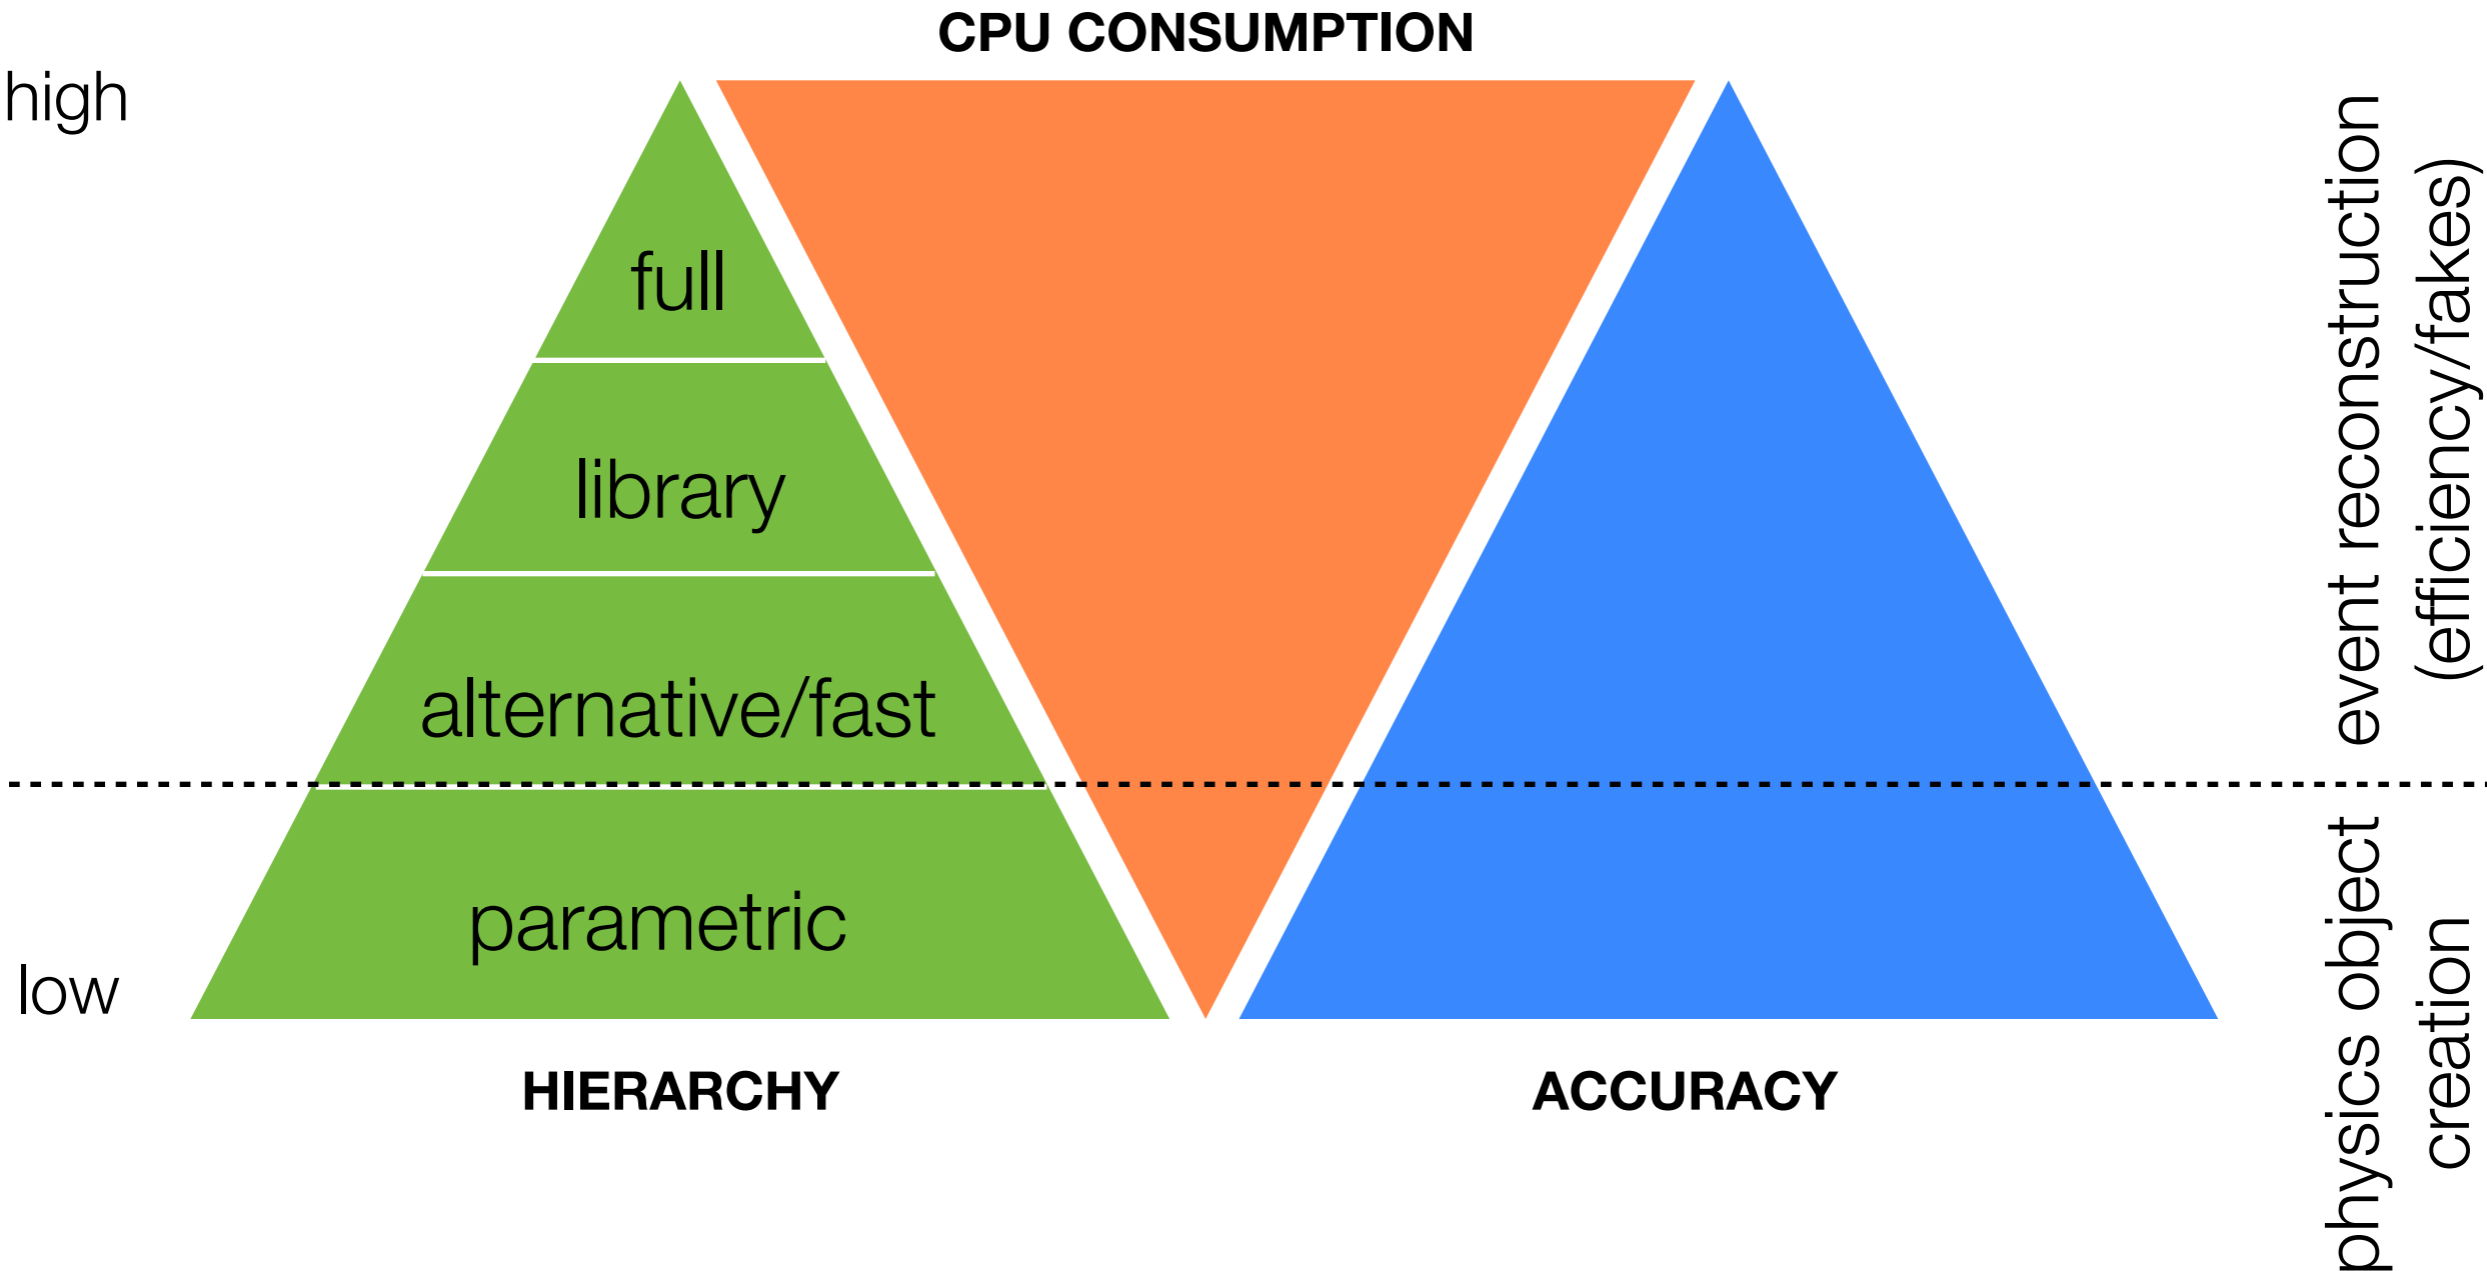 CPU CONSUMPTION
high
full
library
alternative/fast
parametric
low
HIERARCHY
ACCURACY
event reconstruction
(efficiency/fakes)
physics object
creation